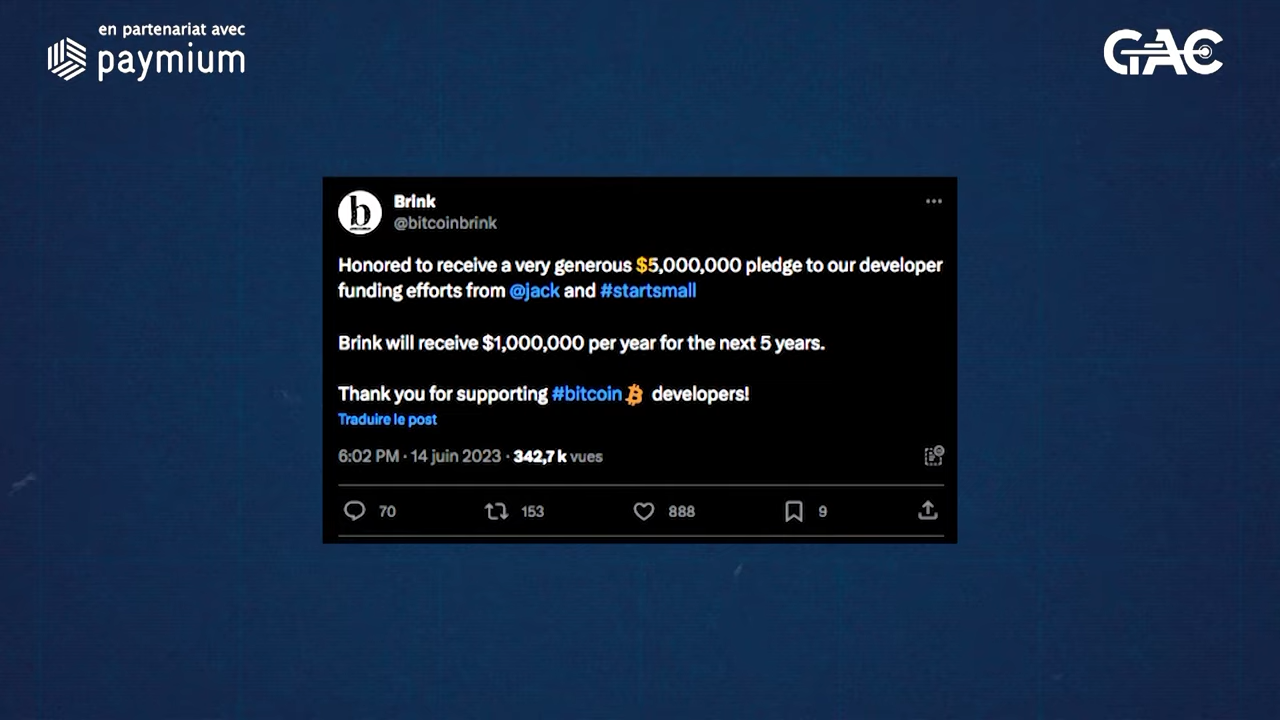 en partenariat avec
paymium
GAC
b
Brink
@bitcoinbrink
Honored to receive a very generous $5,000,000 pledge to our developer
funding efforts from @jack and #startsmall
Brink will receive $1,000,000 per year for the next 5 years.
Thank you for supporting #bitcoin developers!
Traduire le post
6:02 PM · 14 juin 2023 · 342,7 k vues
70 153 888 9